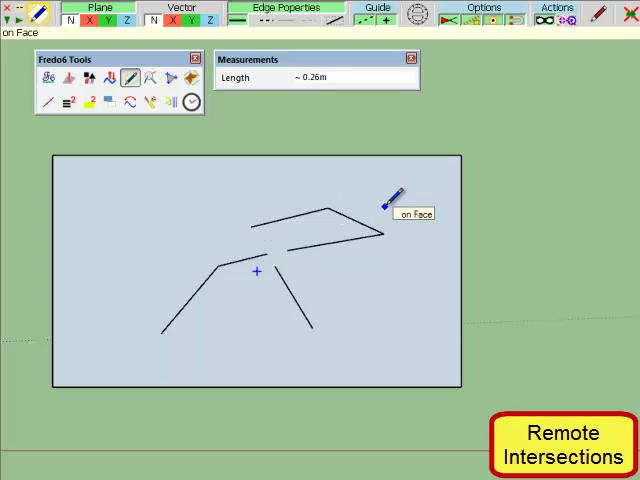 Plane
Vector
Edge Poperties
Guide
Options
Actions
N X Y Z
N X Y Z
on Face
Fredo6 Tools
Measurements
Length ~ 0.26m
on Face
Remote
Intersections